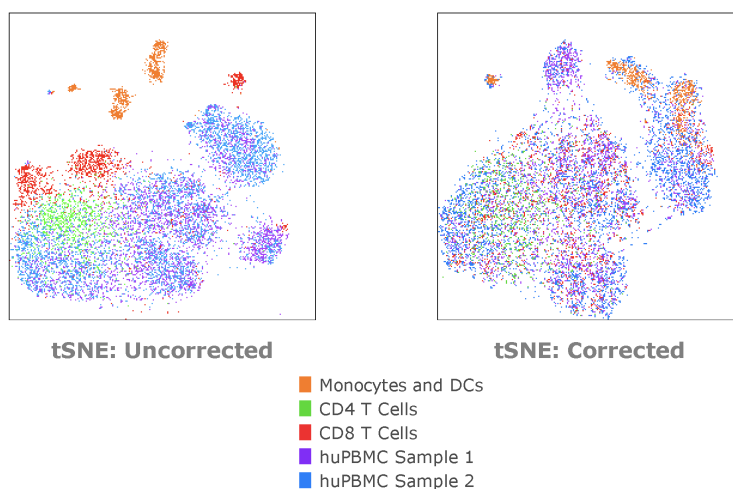 tSNE: Uncorrected
tSNE: Corrected
Monocytes and DCs
CD4 T Cells
CD8 T Cells
huPBMC Sample 1
huPBMC Sample 2